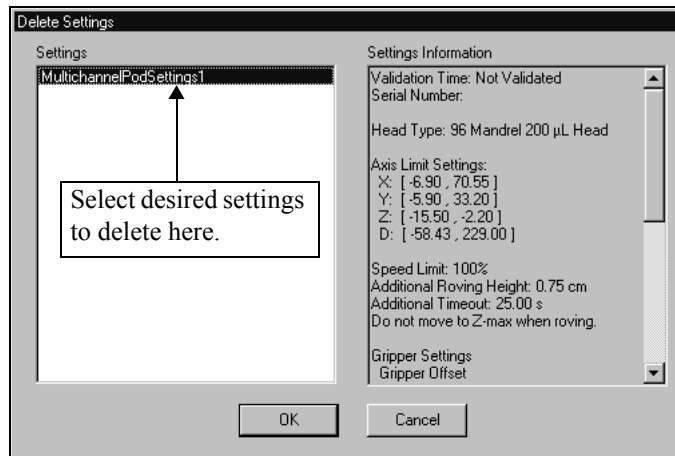 Delete Settings
Settings
MultichannelPodSettings1
Select desired settings
to delete here.
Settings Information
Validation Time: Not Validated
Serial Number:
Head Type: 96 Mandrel 200 µL Head
Axis Limit Settings:
X: [ -6.90 , 70.55 ]
Y: [ -5.90 , 33.20 ]
Z: [ -15.50 , -2.20 ]
D: [ -58.43 , 229.00 ]
Speed Limit: 100%
Additional Roving Height: 0.75 cm
Additional Timeout: 25.00 s
Do not move to Z-max when roving.
Gripper Settings
Gripper Offset
OK
Cancel